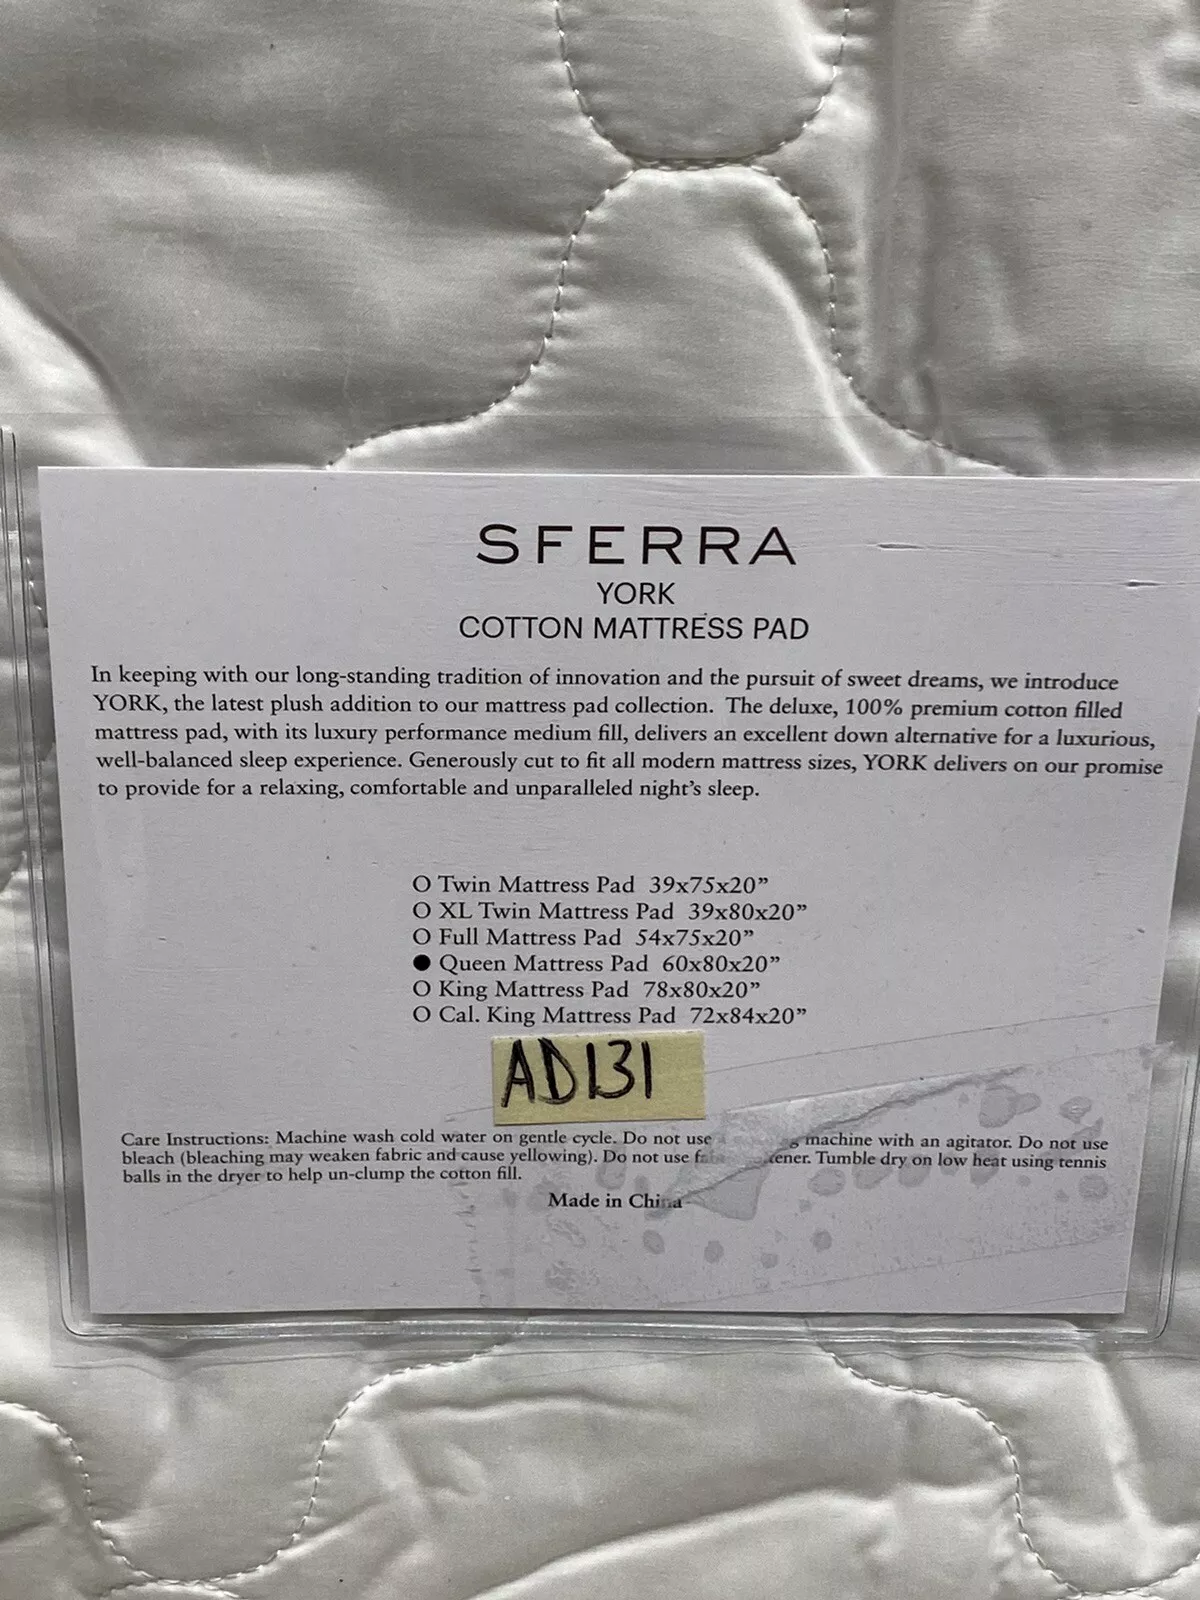 SFERRA
YORK
COTTON MATTRESS PAD
In keeping with our long-standing tradition of innovation and the pursuit of sweet dreams, we introduce
YORK, the latest plush addition to our mattress pad collection. The deluxe, 100% premium cotton filled
mattress pad, with its luxury performance medium fill, delivers an excellent down alternative for a luxurious,
well-balanced sleep experience. Generously cut to fit all modern mattress sizes, YORK delivers on our promise
to provide for a relaxing, comfortable and unparalleled night's sleep.
O Twin Mattress Pad 39x75x20”
O XL Twin Mattress Pad 39x80x20”
O Full Mattress Pad 54x75x20”
● Queen Mattress Pad 60x80x20”
O King Mattress Pad 78x80x20”
O Cal. King Mattress Pad 72x84x20”
AD131
Care Instructions: Machine wash cold water on gentle cycle. Do not use machine with an agitator. Do not use
bleach (bleaching may weaken fabric and cause yellowing). Do not use Tumble dry on low heat using tennis
balls in the dryer to help un-clump the cotton fill.
Made in China